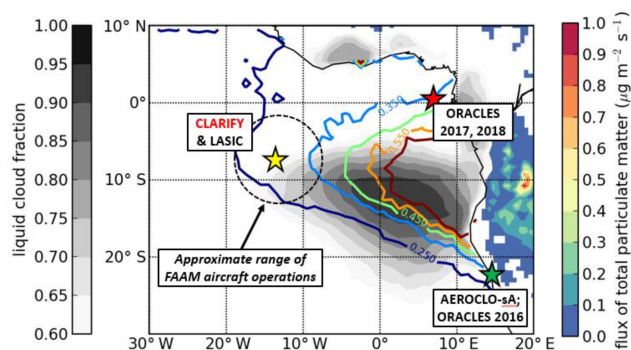 10° N
0°
10° S
20° S
30° W
20° W
10° W
0°
10° E
20° E
liquid cloud fraction
1.00
0.95
0.90
0.85
0.80
0.75
0.70
0.65
0.60
CLARIFY
& LASIC
ORACLES
2017, 2018
Approximate range of
FAAM aircraft operations
AEROCLO-sA;
ORACLES 2016
0.350
0.550
0.450
0.250
1.0
0.9
0.8
0.7
0.6
0.5
0.4
0.3
0.2
0.1
0.0
flux of total particulate matter (μg m⁻² s⁻¹)